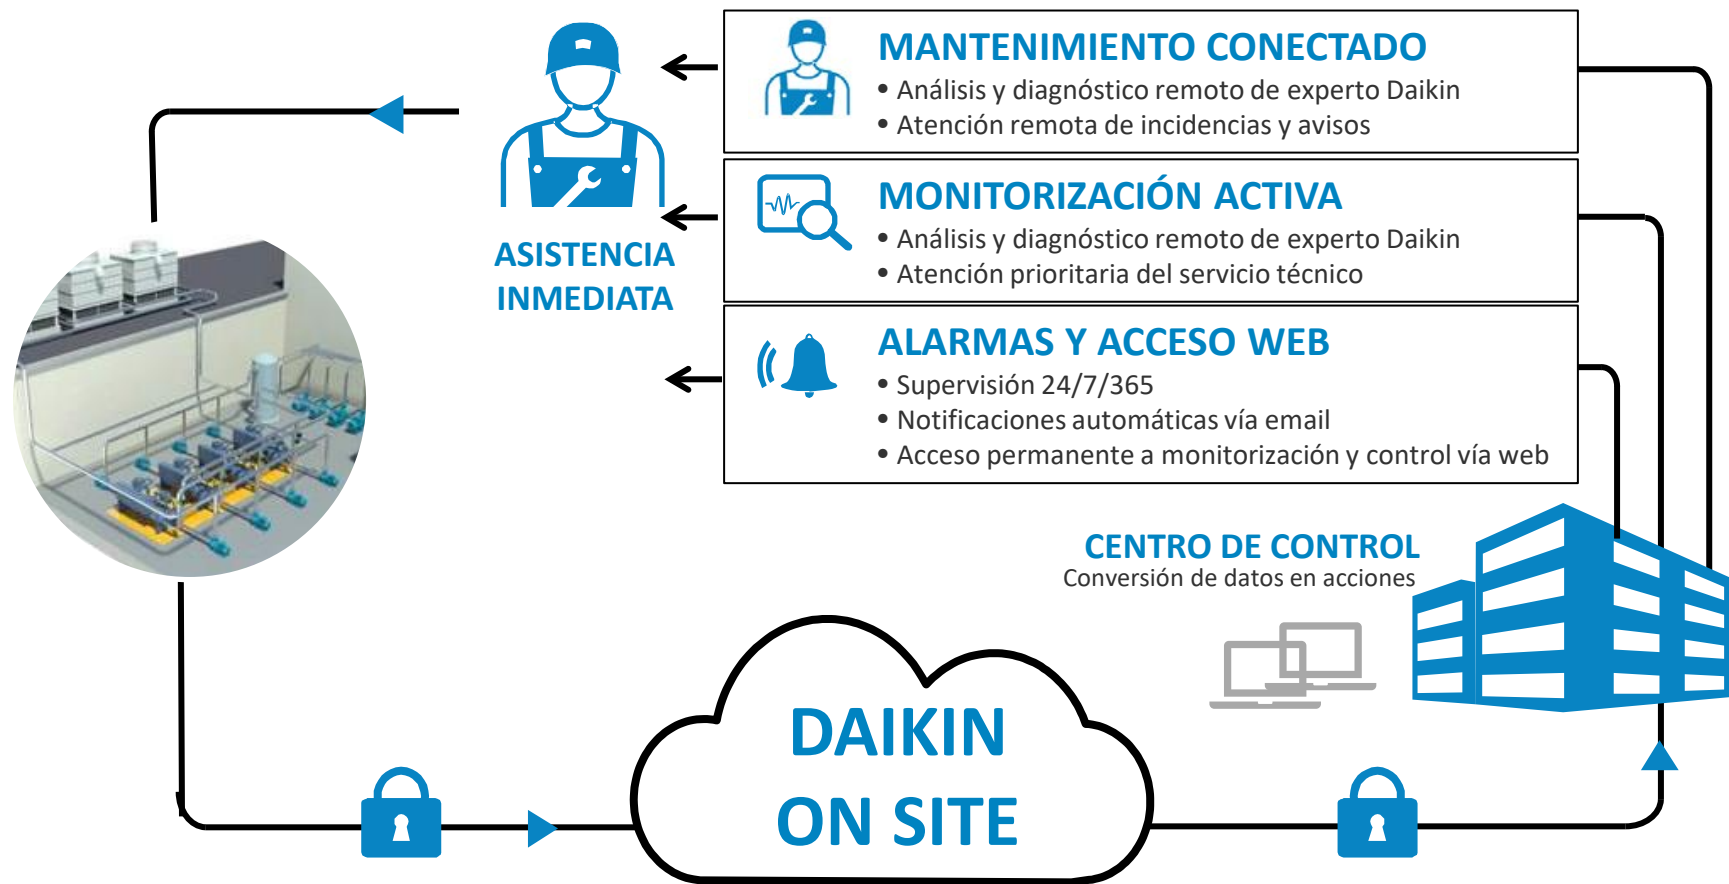 MANTENIMIENTO CONECTADO
• Análisis y diagnóstico remoto de experto Daikin
• Atención remota de incidencias y avisos
MONITORIZACIÓN ACTIVA
• Análisis y diagnóstico remoto de experto Daikin
• Atención prioritaria del servicio técnico
ASISTENCIA
INMEDIATA
ALARMAS Y ACCESO WEB
• Supervisión 24/7/365
• Notificaciones automáticas vía email
• Acceso permanente a monitorización y control vía web
CENTRO DE CONTROL
Conversión de datos en acciones
DAIKIN
ON SITE